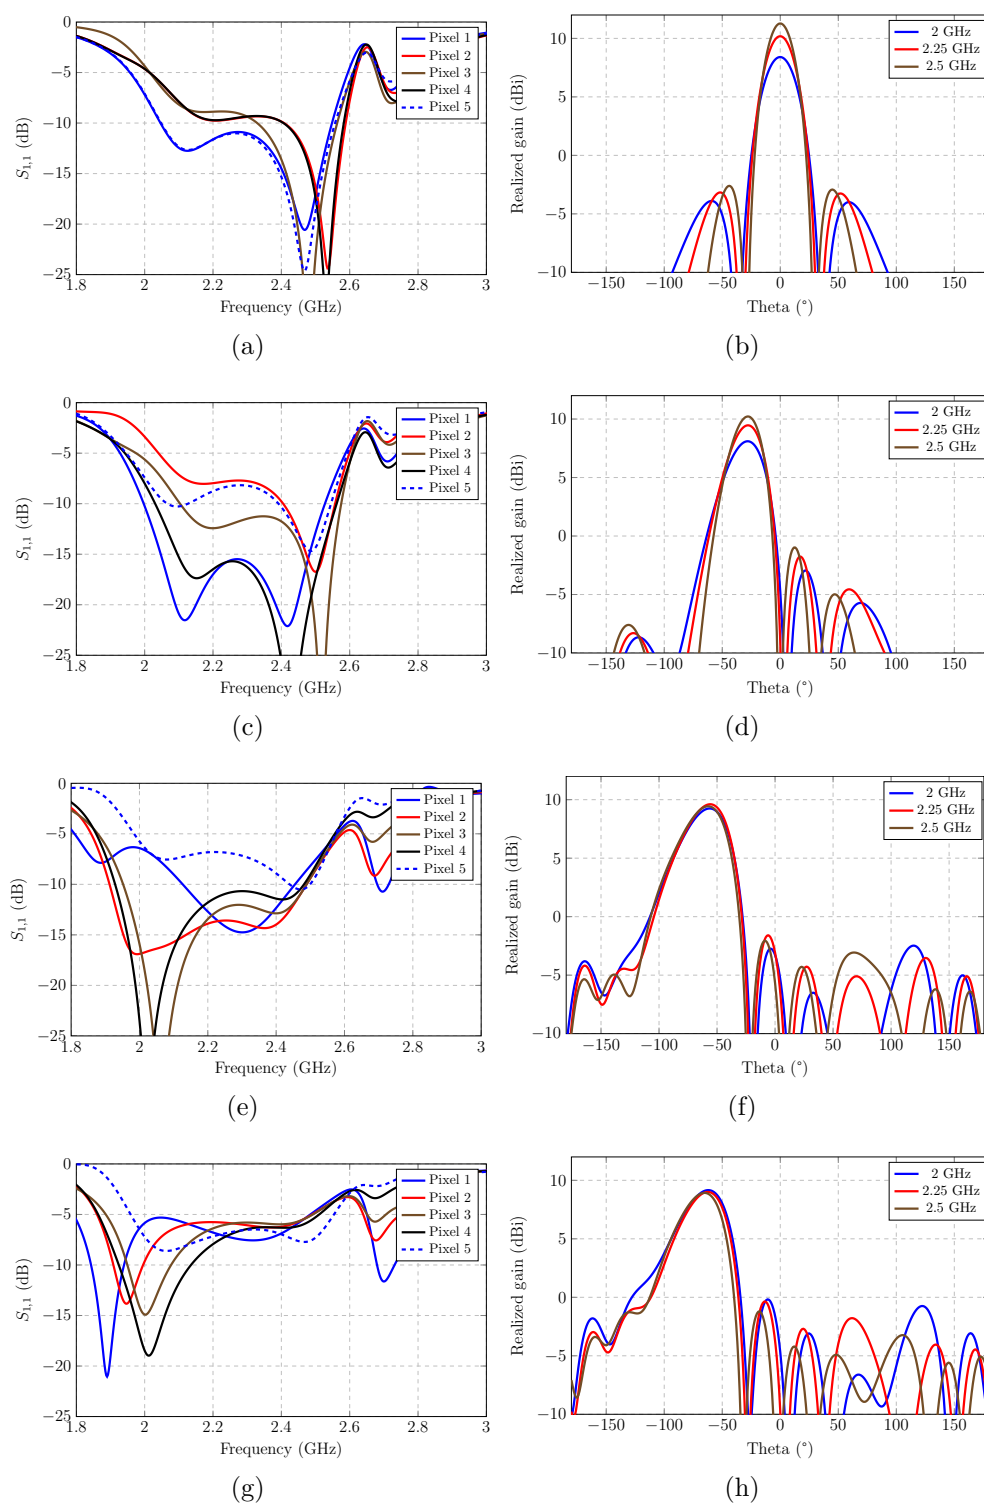 0
−5
−10
−15
−20
−25
1.8
2
2.2
2.4
2.6
2.8
3
Frequency (GHz)
S1,1 (dB)
Pixel 1
Pixel 2
Pixel 3
Pixel 4
Pixel 5
(a)
10
5
0
−5
−10
−150
−100
−50
0
50
100
150
Theta (°)
Realized gain (dBi)
2 GHz
2.25 GHz
2.5 GHz
(b)
0
−5
−10
−15
−20
−25
1.8
2
2.2
2.4
2.6
2.8
3
Frequency (GHz)
S1,1 (dB)
Pixel 1
Pixel 2
Pixel 3
Pixel 4
Pixel 5
(c)
10
5
0
−5
−10
−150
−100
−50
0
50
100
150
Theta (°)
Realized gain (dBi)
2 GHz
2.25 GHz
2.5 GHz
(d)
0
−5
−10
−15
−20
−25
1.8
2
2.2
2.4
2.6
2.8
3
Frequency (GHz)
S1,1 (dB)
Pixel 1
Pixel 2
Pixel 3
Pixel 4
Pixel 5
(e)
10
5
0
−5
−10
−150
−100
−50
0
50
100
150
Theta (°)
Realized gain (dBi)
2 GHz
2.25 GHz
2.5 GHz
(f)
0
−5
−10
−15
−20
−25
1.8
2
2.2
2.4
2.6
2.8
3
Frequency (GHz)
S1,1 (dB)
Pixel 1
Pixel 2
Pixel 3
Pixel 4
Pixel 5
(g)
10
5
0
−5
−10
−150
−100
−50
0
50
100
150
Theta (°)
Realized gain (dBi)
2 GHz
2.25 GHz
2.5 GHz
(h)